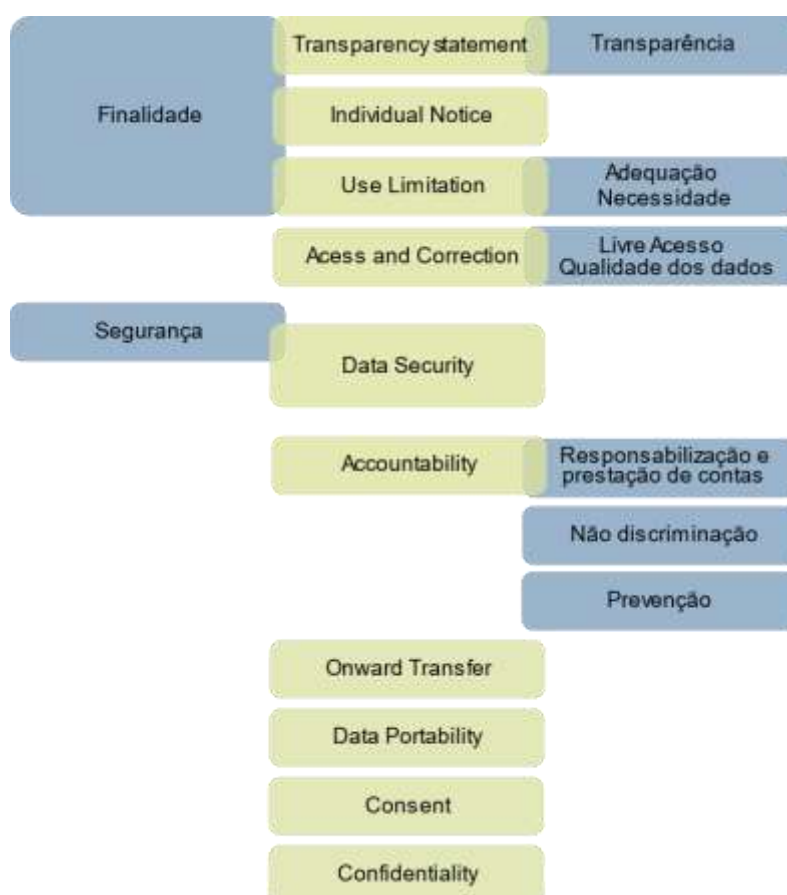 Transparency statement
Transparência
Finalidade
Individual Notice
Use Limitation
Adequação
Necessidade
Acess and Correction
Livre Acesso
Qualidade dos dados
Segurança
Data Security
Accountability
Responsabilização e
prestação de contas
Não discriminação
Prevenção
Onward Transfer
Data Portability
Consent
Confidentiality